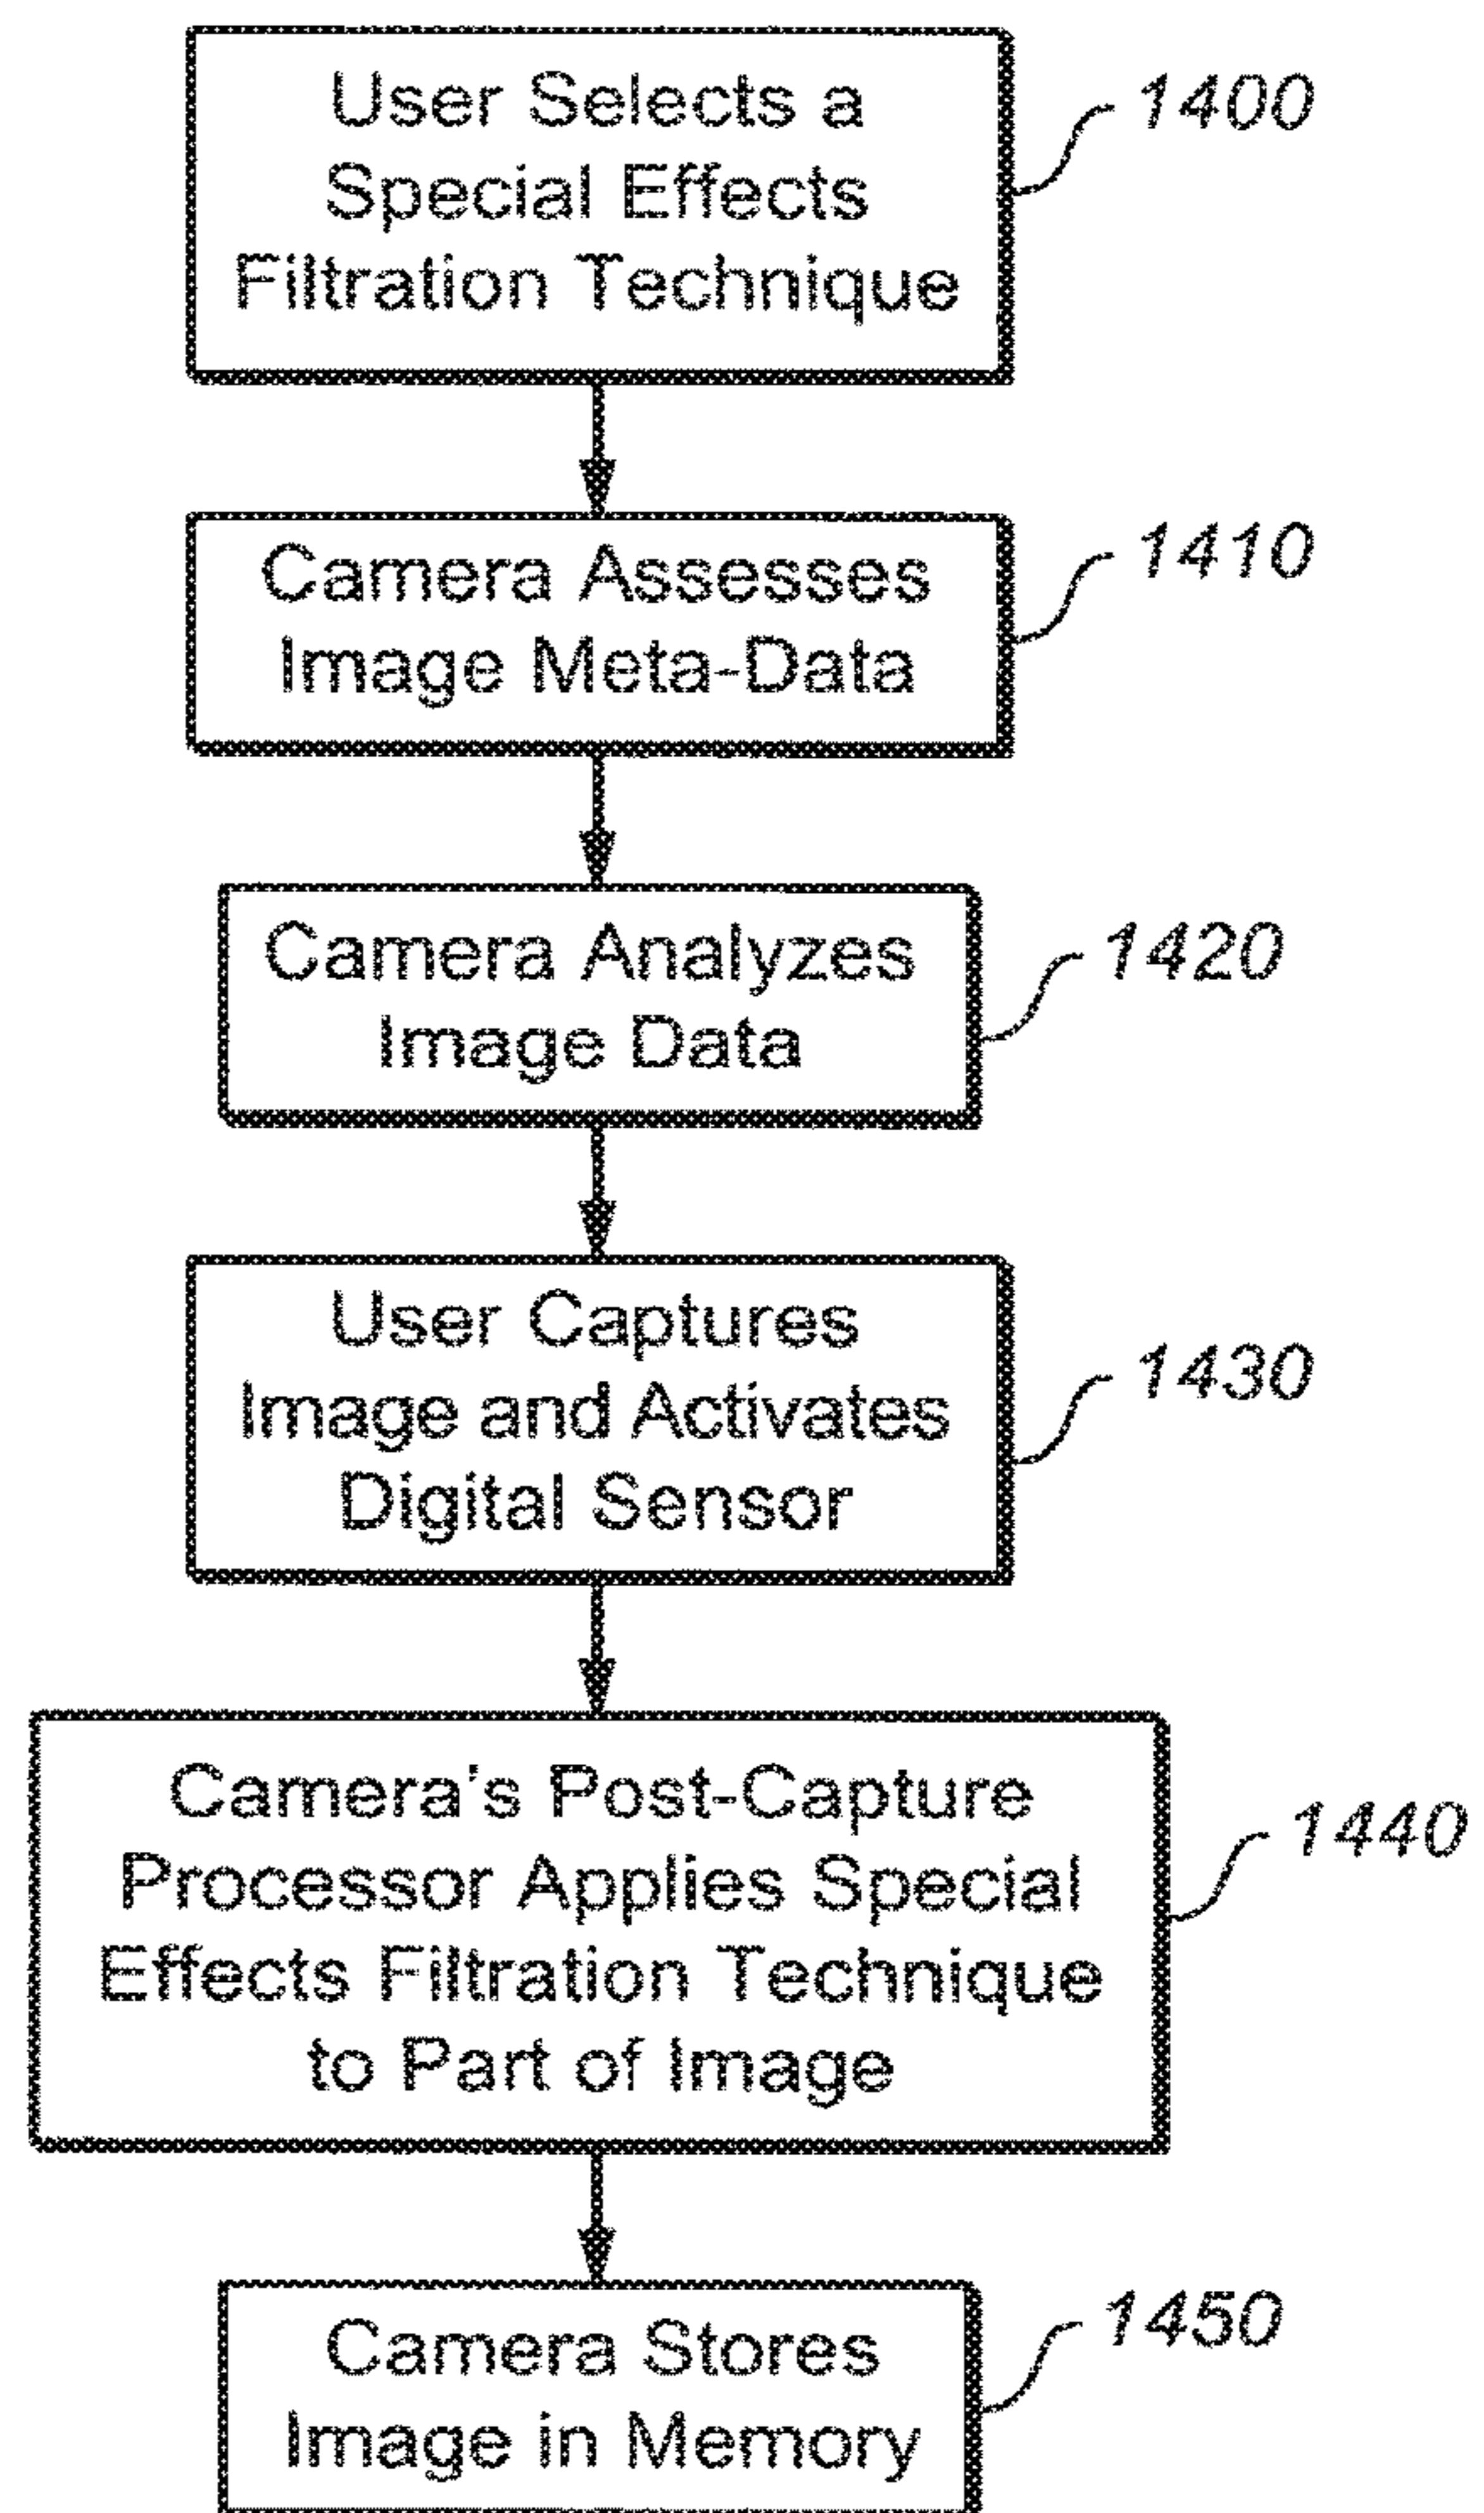 User Selects a
Special Effects
Filtration Technique
1400
Camera Assesses
Image Meta-Data
1410
Camera Analyzes
Image Data
1420
User Captures
Image and Activates
Digital Sensor
1430
Camera's Post-Capture
Processor Applies Special
Effects Filtration Technique
to Part of Image
1440
Camera Stores
Image in Memory
1450